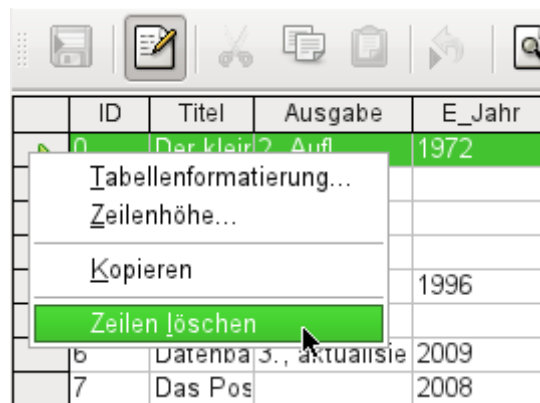 ID Titel Ausgabe E_Jahr
0 Der kleir 2. Aufl 1972
Tabellenformatierung...
Zeilenhöhe...
Kopieren
1996
Zeilen löschen
6 Datenba 3., aktualisie 2009
7 Das Pos 2008